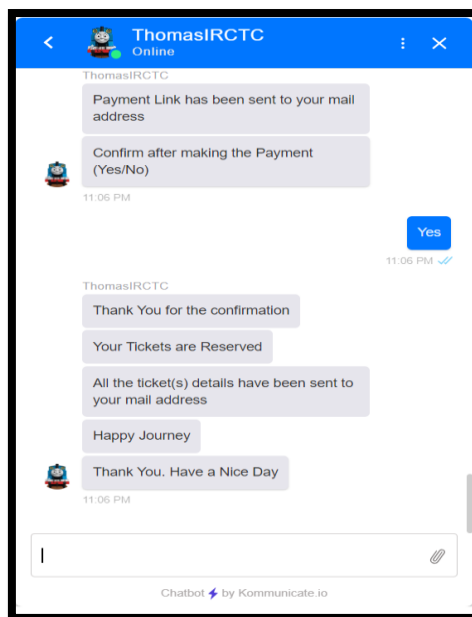 ThomasIRCTC
Online
ThomasIRCTC
Payment Link has been sent to your mail
address
Confirm after making the Payment
(Yes/No)
11:06 PM
Yes
11:06 PM
ThomasIRCTC
Thank You for the confirmation
Your Tickets are Reserved
All the ticket(s) details have been sent to
your mail address
Happy Journey
Thank You. Have a Nice Day
11:06 PM
Chatbot by Kommunicate.io